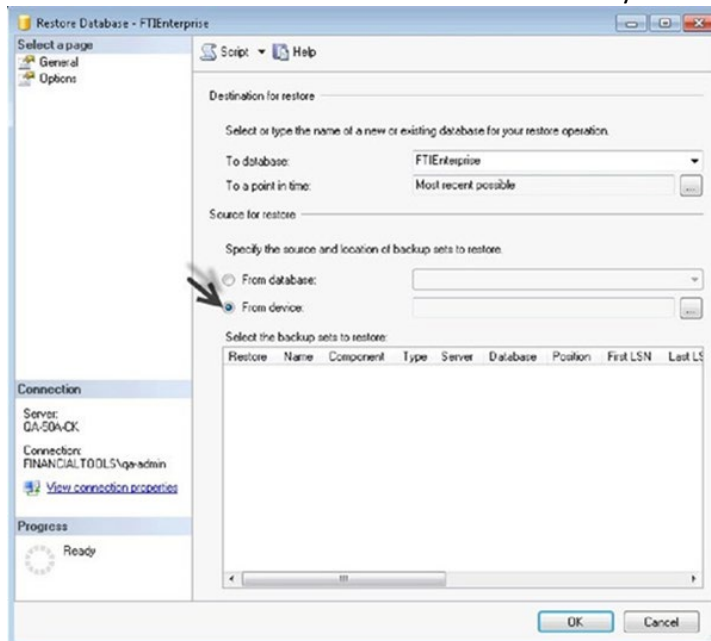 Restore Database - FTIEnterprise
Select a page
General
Options
Script
Help
Destination for restore
Select or type the name of a new or existing database for your restore operation.
To database:
FTIEnterprise
To a point in time:
Most recent possible
...
Source for restore
Specify the source and location of backup sets to restore.
From database:
From device:
...
Select the backup sets to restore:
Restore Name Component Type Server Database Position First LSN Last LS
Connection
Server:
QA-50A-CK
Connection:
FINANCIALTOOLS\qa-admin
View connection properties
Progress
Ready
OK
Cancel